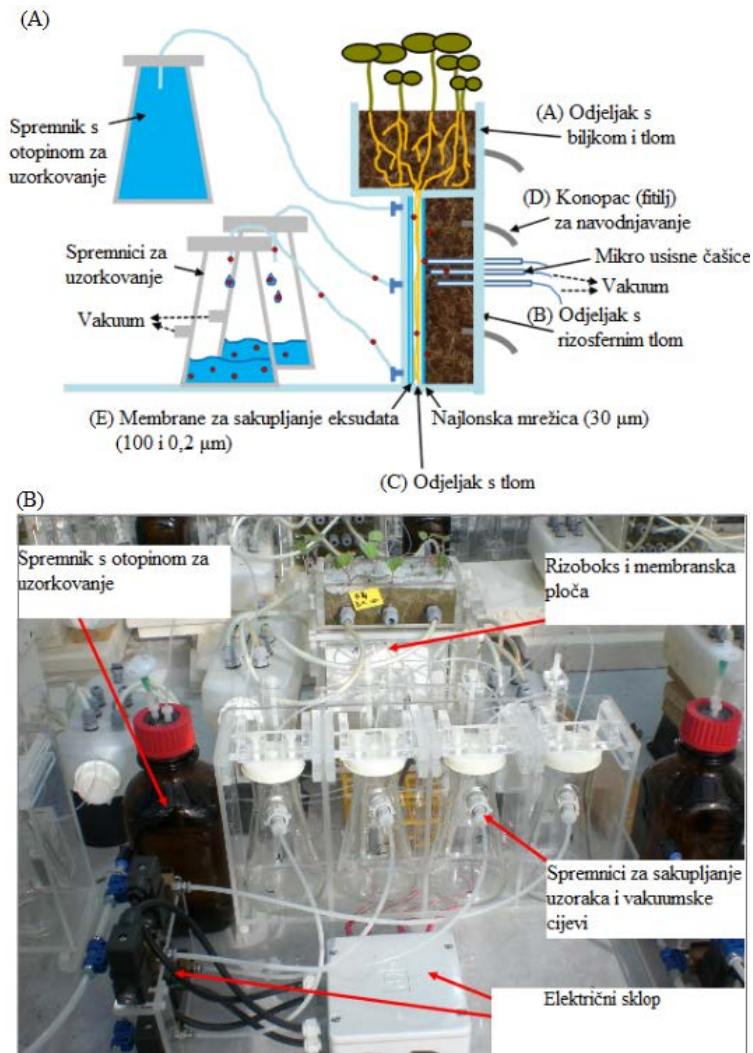 (A)
Spremnik s
otopinom za
uzorkovanje
(A) Odjeljak s
biljkom i tlom
(D) Konopac (fitilj)
za navodnjavanje
Spremnici za
uzorkovanje
Mikro usisne čašice
Vakuum
Vakuum
(B) Odjeljak s
rizosfernim tlom
(E) Membrane za sakupljanje eksudata
(100 i 0,2 µm)
Najlonska mrežica (30 µm)
(C) Odjeljak s tlom
(B)
Spremnik s otopinom za
uzorkovanje
Rizoboks i membranska
ploča
Spremnici za sakupljanje
uzoraka i vakuumske
cijevi
Električni sklop